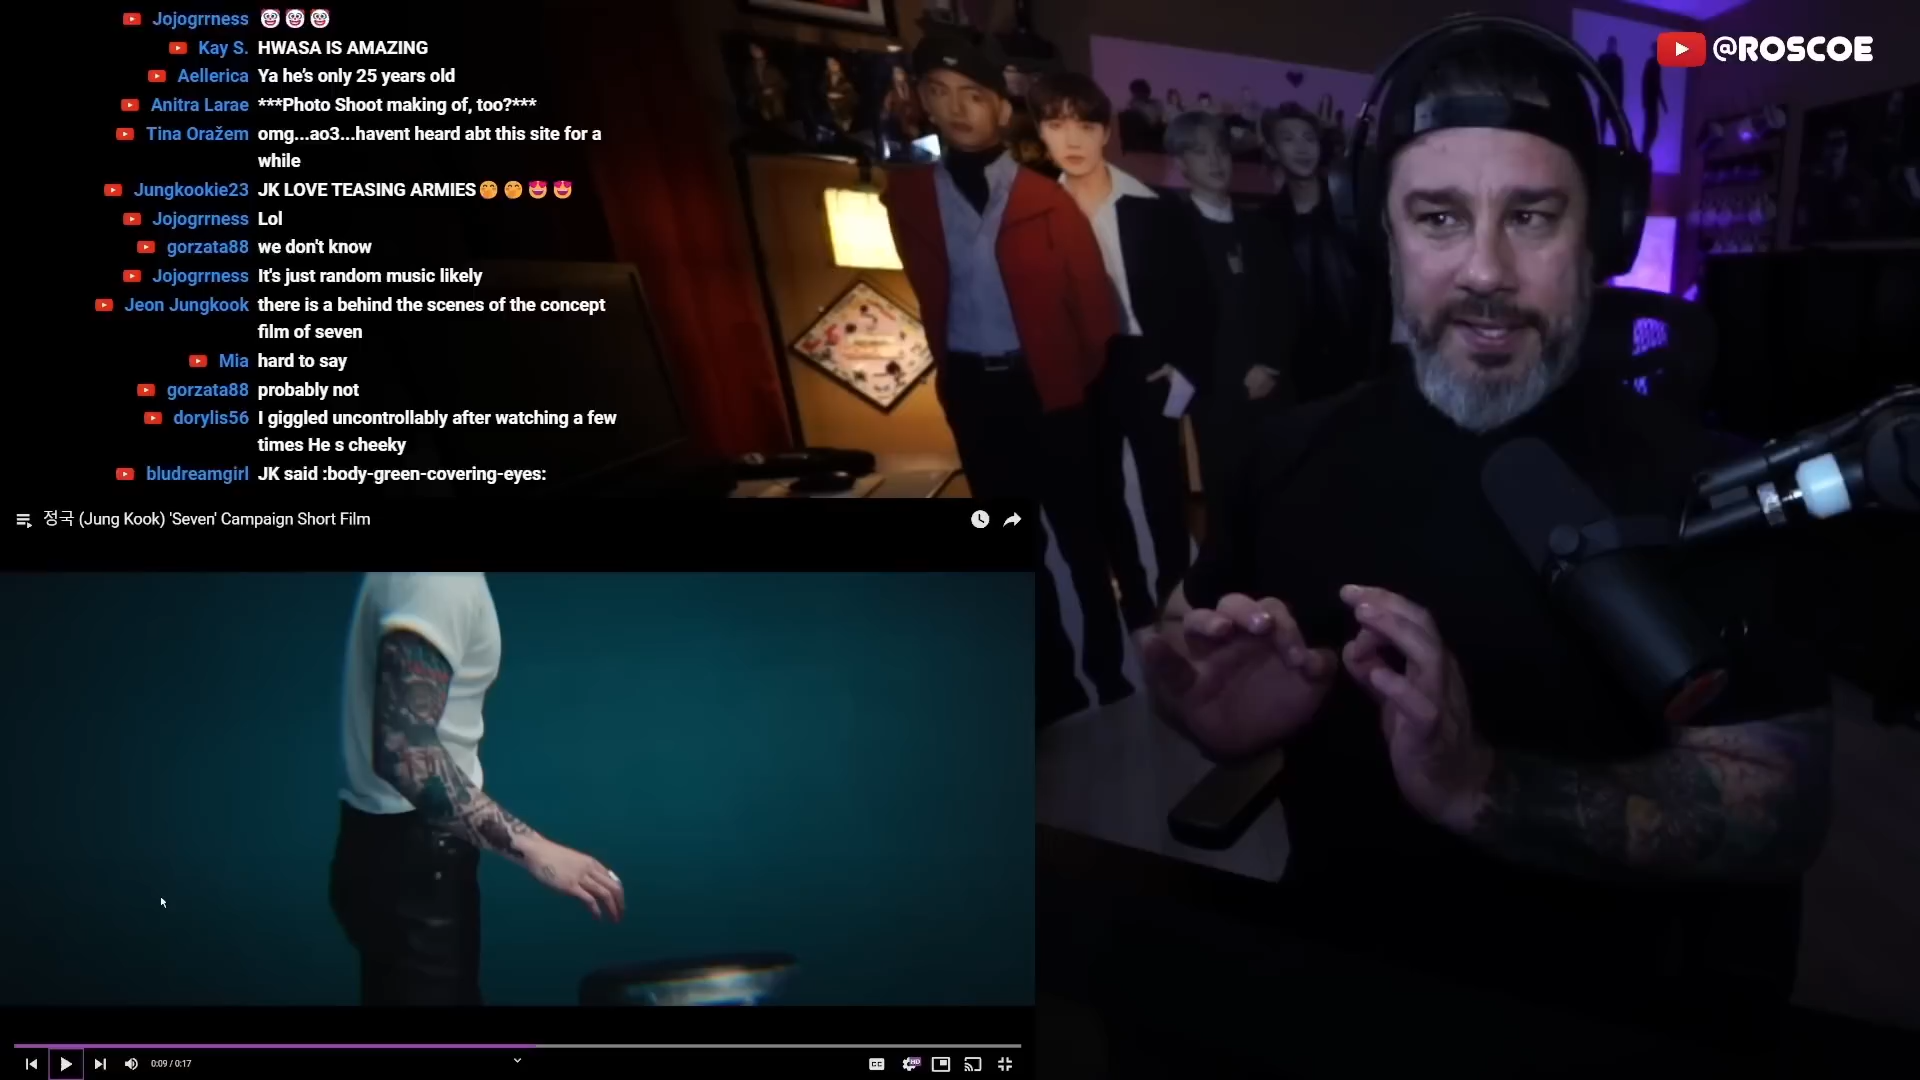 Jojogrrness 🤡🤡🤡
Kay S. HWASA IS AMAZING
@ROSCOE
Aellerica Ya he's only 25 years old
Anitra Larae ***Photo Shoot making of, too?***
Tina Oražem omg...ao3...havent heard abt this site for a
while
Jungkookie23 JK LOVE TEASING ARMIES🤭🤭😍😍
Jojogrrness Lol
gorzata88 we don't know
Jojogrrness It's just random music likely
Jeon Jungkook there is a behind the scenes of the concept
film of seven
Mia hard to say
gorzata88 probably not
dorylis56 I giggled uncontrollably after watching a few
times He s cheeky
bludreamgirl JK said :body-green-covering-eyes:
정국 (Jung Kook) 'Seven' Campaign Short Film
0:09 / 0:17
CC
HD